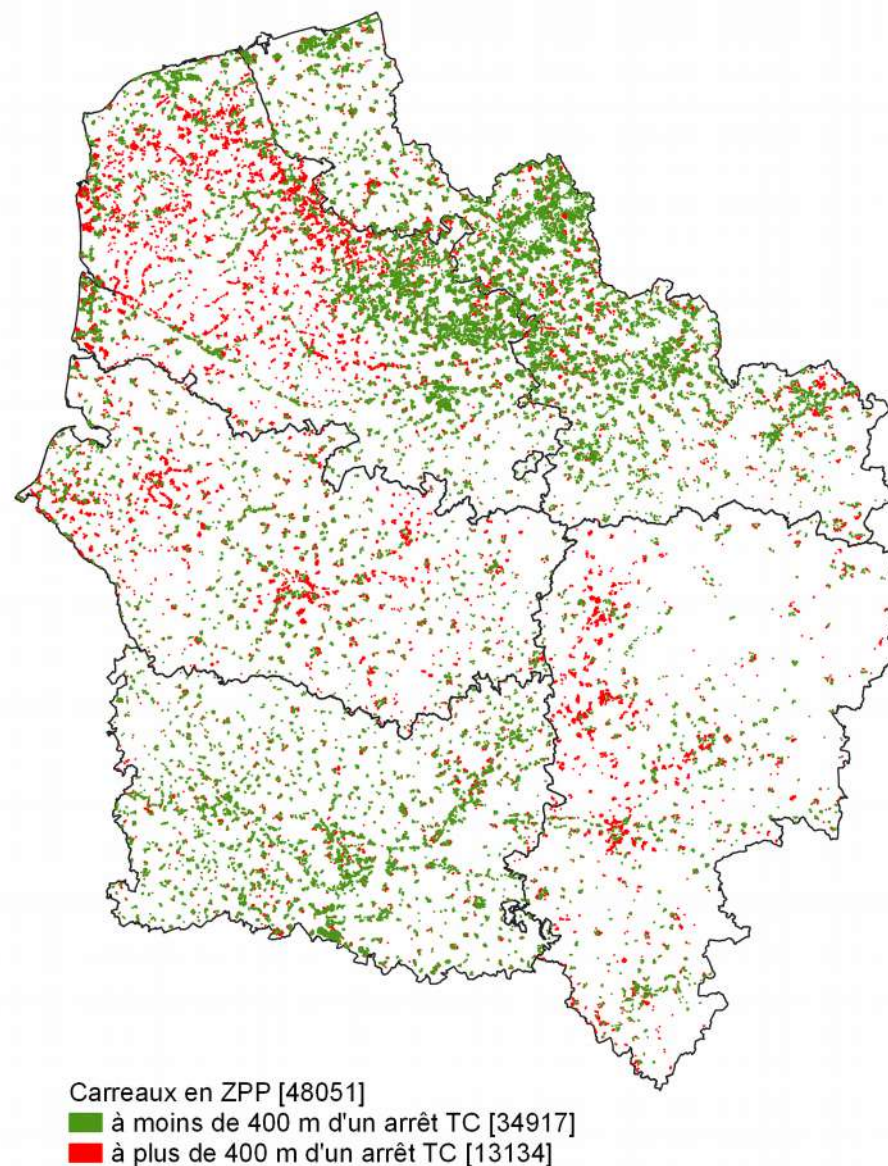 Carreaux en ZPP [48051]
à moins de 400 m d'un arrêt TC [34917]
à plus de 400 m d'un arrêt TC [13134]